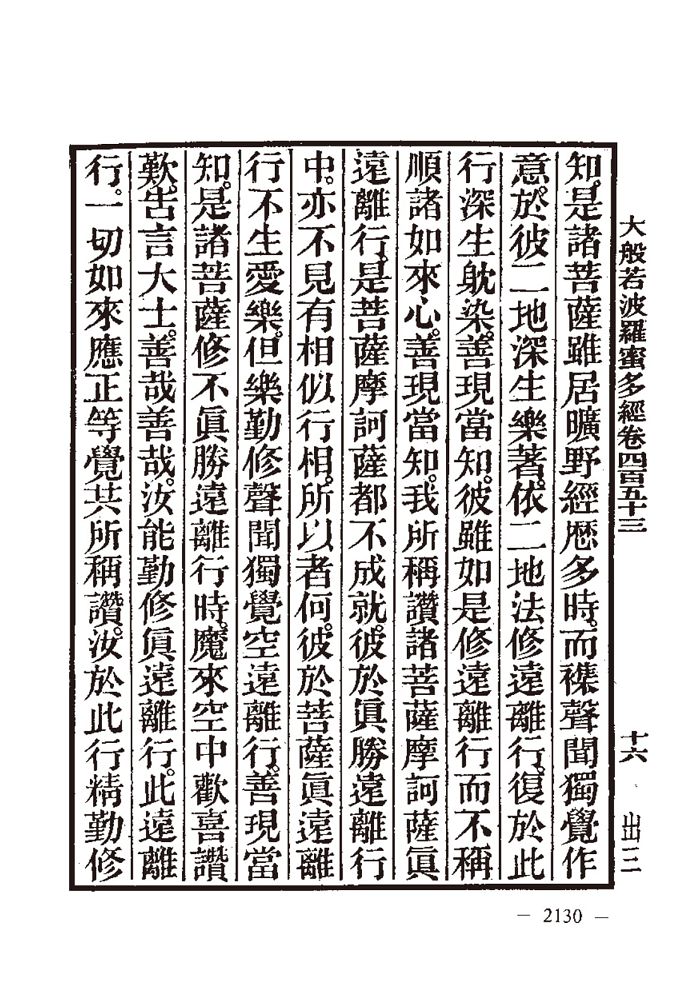 大般若波羅蜜多經卷四百五十三　十六　出三
知。是諸菩薩雖居曠野經歷多時。而襍聲聞獨覺作
意。於彼二地深生樂著。依二地法修遠離行。復於此
行深生躭染。善現當知。彼雖如是修遠離行而不稱
順諸如來心。善現當知。我所稱讚諸菩薩摩訶薩眞
遠離行。是菩薩摩訶薩都不成就。彼於眞勝遠離行
中。亦不見有相似行相。所以者何。彼於菩薩眞遠離
行不生愛樂。但樂勤修聲聞獨覺空遠離行。善現當
知。是諸菩薩修不眞勝遠離行時。魔來空中歡喜讚
歎。告言大士。善哉善哉。汝能勤修眞遠離行。此遠離
行。一切如來應正等覺共所稱讚。汝於此行精勤修
— 2130 —